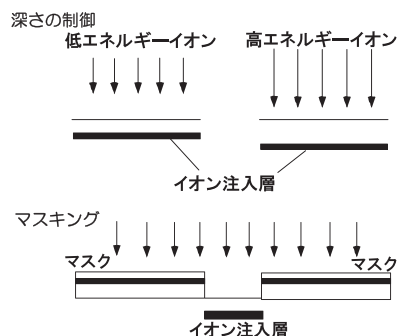 深さの制御
低エネルギーイオン 高エネルギーイオン
イオン注入層
マスキング
マスク マスク
イオン注入層